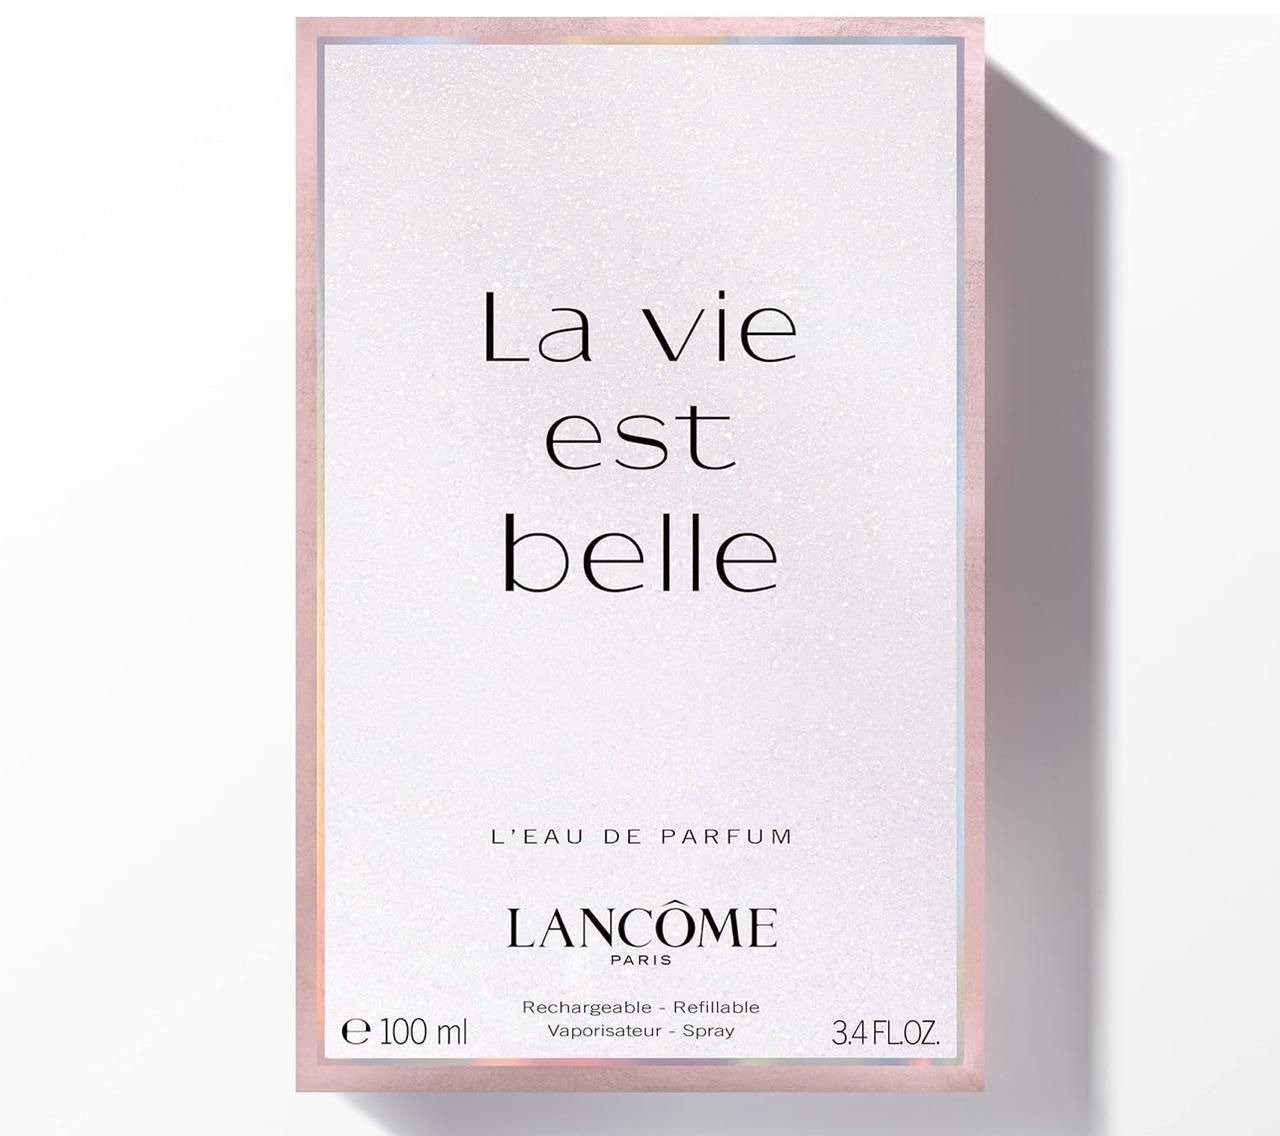 La vie
est
belle
L'EAU DE PARFUM
LANCÔME
PARIS
Rechargeable - Refillable
Vaporisateur - Spray
℮ 100 ml
3.4 FL.OZ.